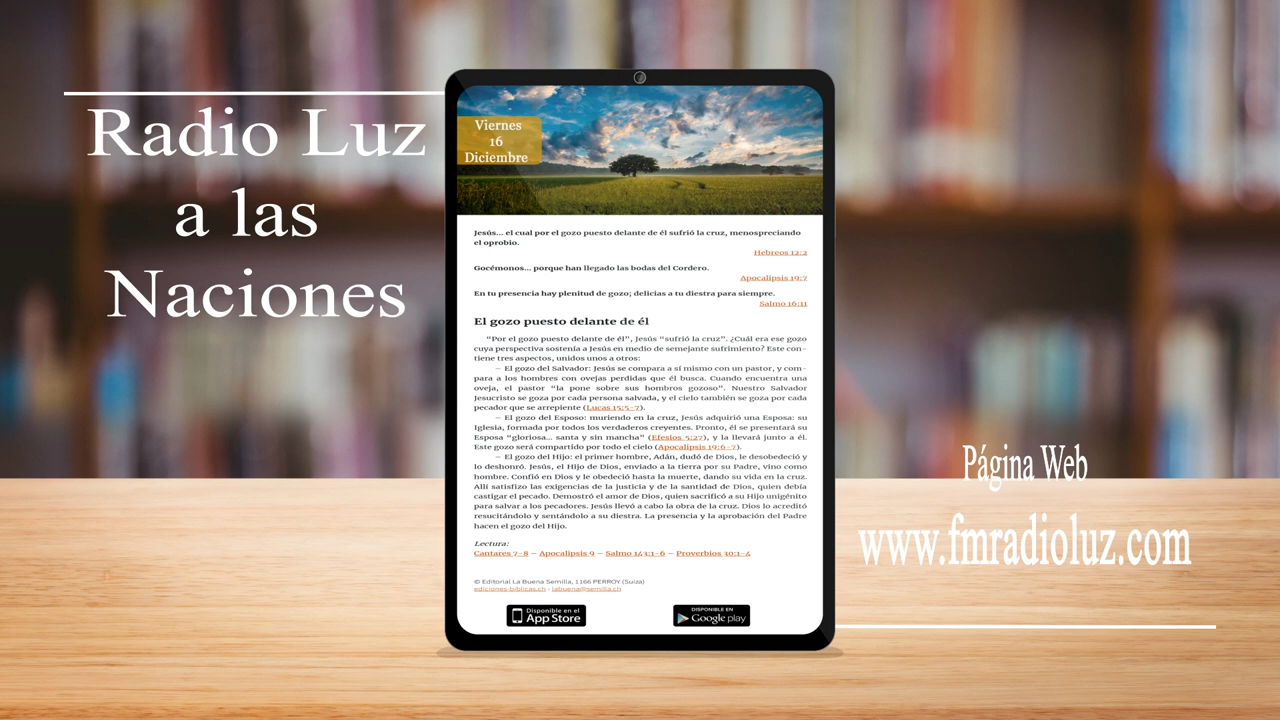 Radio Luz
a las
Naciones
Viernes
16
Diciembre
Jesús... el cual por el gozo puesto delante de él sufrió la cruz, menospreciando
el oprobio.
Hebreos 12:2
Gocémonos... porque han llegado las bodas del Cordero.
Apocalipsis 19:7
En tu presencia hay plenitud de gozo; delicias a tu diestra para siempre.
Salmo 16:11
El gozo puesto delante de él
“Por el gozo puesto delante de él”, Jesús “sufrió la cruz”. ¿Cuál era ese gozo
cuya perspectiva sostenía a Jesús en medio de semejante sufrimiento? Este con-
tiene tres aspectos, unidos unos a otros:
– El gozo del Salvador: Jesús se compara a sí mismo con un pastor, y com-
para a los hombres con ovejas perdidas que él busca. Cuando encuentra una
oveja, el pastor “la pone sobre sus hombros gozoso”. Nuestro Salvador
Jesucristo se goza por cada persona salvada, y el cielo también se goza por cada
pecador que se arrepiente (Lucas 15:5-7).
– El gozo del Esposo: muriendo en la cruz, Jesús adquirió una Esposa: su
Iglesia, formada por todos los verdaderos creyentes. Pronto, él se presentará su
Esposa “gloriosa... santa y sin mancha” (Efesios 5:27), y la llevará junto a él.
Este gozo será compartido por todo el cielo (Apocalipsis 19:6-7).
– El gozo del Hijo: el primer hombre, Adán, dudó de Dios, le desobedeció y
lo deshonró. Jesús, el Hijo de Dios, enviado a la tierra por su Padre, vino como
hombre. Confió en Dios y le obedeció hasta la muerte, dando su vida en la cruz.
Allí satisfizo las exigencias de la justicia y de la santidad de Dios, quien debía
castigar el pecado. Demostró el amor de Dios, quien sacrificó a su Hijo unigénito
para salvar a los pecadores. Jesús llevó a cabo la obra de la cruz. Dios lo acreditó
resucitándolo y sentándolo a su diestra. La presencia y la aprobación del Padre
hacen el gozo del Hijo.
Lectura:
Cantares 7-8 – Apocalipsis 9 – Salmo 143:1-6 – Proverbios 30:1-4
© Editorial La Buena Semilla, 1166 PERROY (Suiza)
ediciones-biblicas.ch - labuena@semilla.ch
Disponible en el
App Store
DISPONIBLE EN
Google play
Página Web
www.fmradioluz.com